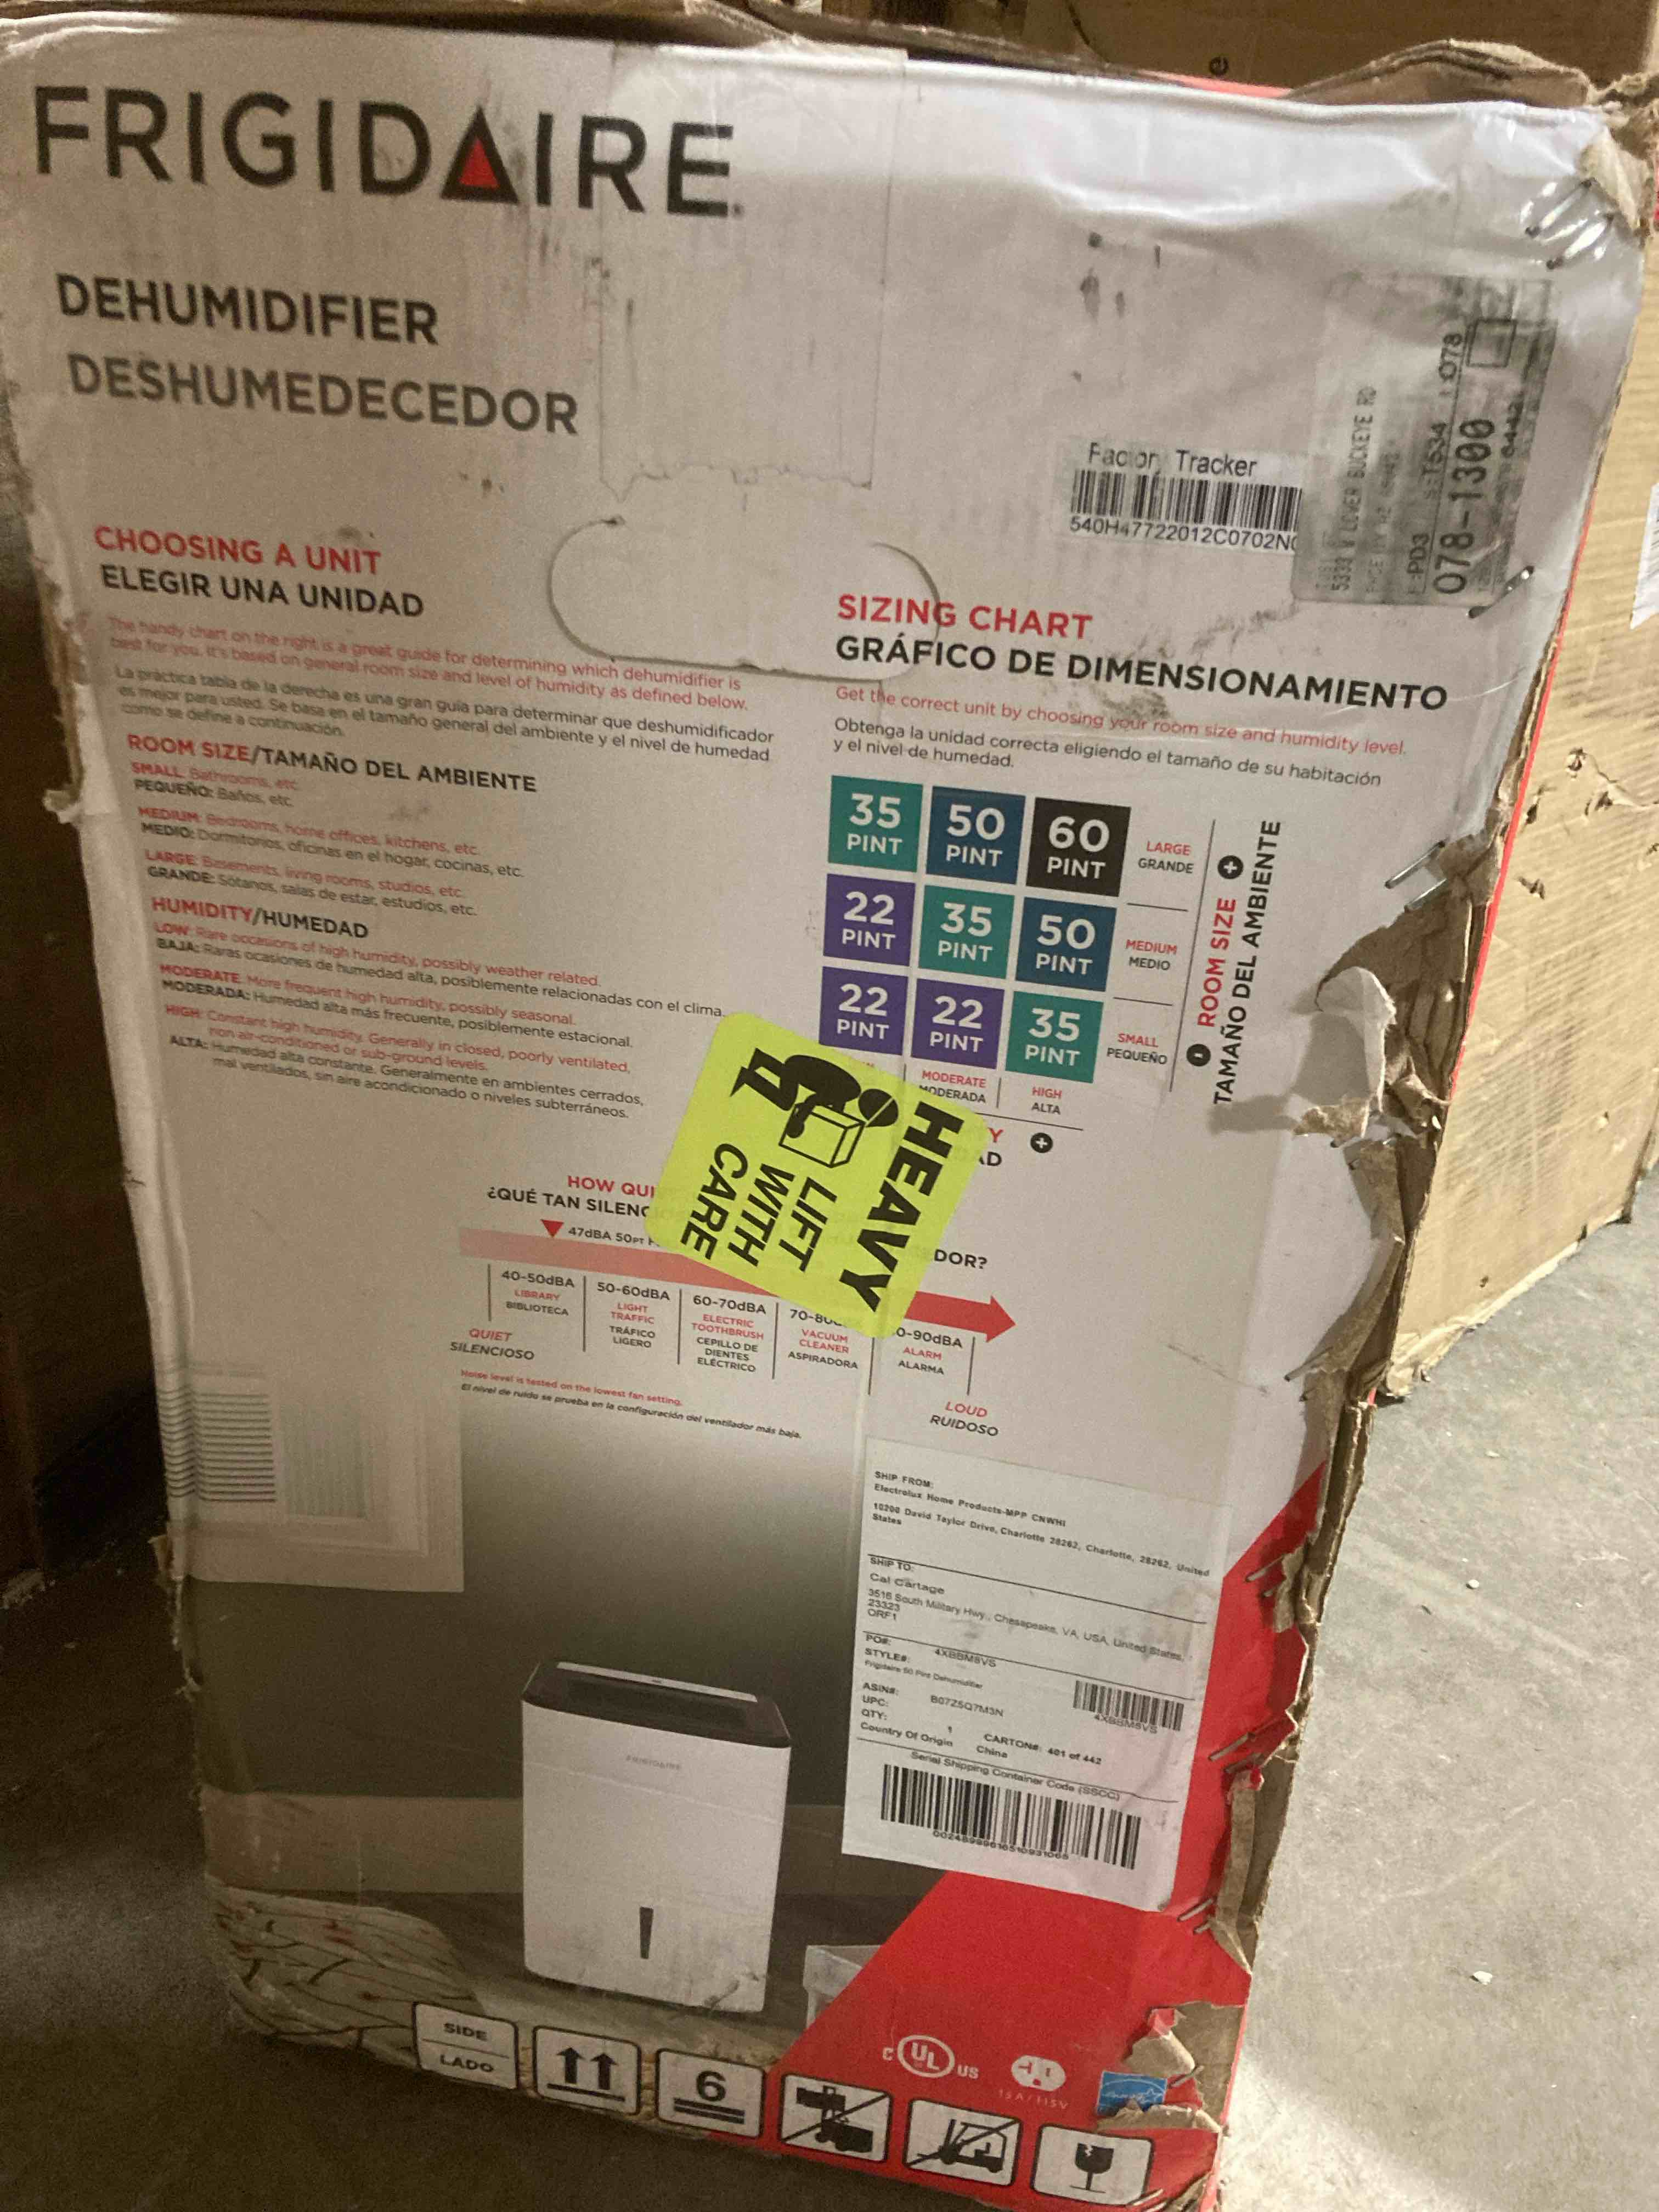 FRIGIDAIRE
DEHUMIDIFIER
DESHUMEDECEDOR
Tracker
540H47722012C0702N
LOWER BUCKEYE RD
078-1300
CHOOSING A UNIT
ELEGIR UNA UNIDAD
The handy chart on the right is a great guide for determining which dehumidifier is
best for you. It's based on general room size and level of humidity as defined below.
La práctica tabla de la derecha es una gran guía para determinar que deshumidificador
es mejor para usted. Se basa en el tamaño general del ambiente y el nivel de humedad
como se define a continuación.
ROOM SIZE/TAMAÑO DEL AMBIENTE
SMALL: Bathrooms, etc.
PEQUEÑO: Baños, etc.
MEDIUM: Bedrooms, home offices, kitchens, etc.
MEDIO: Dormitorios, oficinas en el hogar, cocinas, etc.
LARGE: Basements, living rooms, studios, etc.
GRANDE: Sótanos, salas de estar, estudios, etc.
HUMIDITY/HUMEDAD
LOW: Rare occasions of high humidity, possibly weather related.
BAJA: Raras ocasiones de humedad alta, posiblemente relacionadas con el clima.
MODERATE: More frequent high humidity, possibly seasonal.
MODERADA: Humedad alta más frecuente, posiblemente estacional.
HIGH: Constant high humidity. Generally in closed, poorly ventilated,
non air-conditioned or sub-ground levels.
ALTA: Humedad alta constante. Generalmente en ambientes cerrados,
mal ventilados, sin aire acondicionado o niveles subterráneos.
SIZING CHART
GRÁFICO DE DIMENSIONAMIENTO
Get the correct unit by choosing your room size and humidity level.
Obtenga la unidad correcta eligiendo el tamaño de su habitación
y el nivel de humedad.
35 PINT 50 PINT 60 PINT LARGE GRANDE
22 PINT 35 PINT 50 PINT MEDIUM MEDIO
22 PINT 22 PINT 35 PINT SMALL PEQUEÑO
MODERATE HIGH
MODERADA ALTA
ROOM SIZE
TAMAÑO DEL AMBIENTE
HEAVY
LIFT
WITH
CARE
HOW QUI
¿QUÉ TAN SILENC
DOR?
47dBA 50PT
40-50dBA LIBRARY BIBLIOTECA
50-60dBA LIGHT TRAFFIC TRÁFICO LIGERO
60-70dBA ELECTRIC TOOTHBRUSH CEPILLO DE DIENTES ELÉCTRICO
70-80 VACUUM CLEANER ASPIRADORA
0-90dBA ALARM ALARMA
QUIET
SILENCIOSO
LOUD
RUIDOSO
Noise level is tested on the lowest fan setting.
El nivel de ruido se prueba en la configuración del ventilador más baja.
SHIP FROM:
Electrolux Home Products-MPP CNWHI
10200 David Taylor Drive, Charlotte 28262, Charlotte, 28262, United
States
SHIP TO:
Cal Cartage
3516 South Military Hwy., Chesapeake, VA, USA, United States,
23323
ORF1
PO#: 4XBBM8VS
STYLE#:
Frigidaire 50 Pint Dehumidifier
4XBBM8VS
ASIN#: B07Z5Q7M3N
UPC:
QTY: 1 CARTON#: 401 of 442
Country Of Origin China
Serial Shipping Container Code (SSCC)
FRIGIDAIRE
SIDE
LADO
6
C UL US
15A/115V